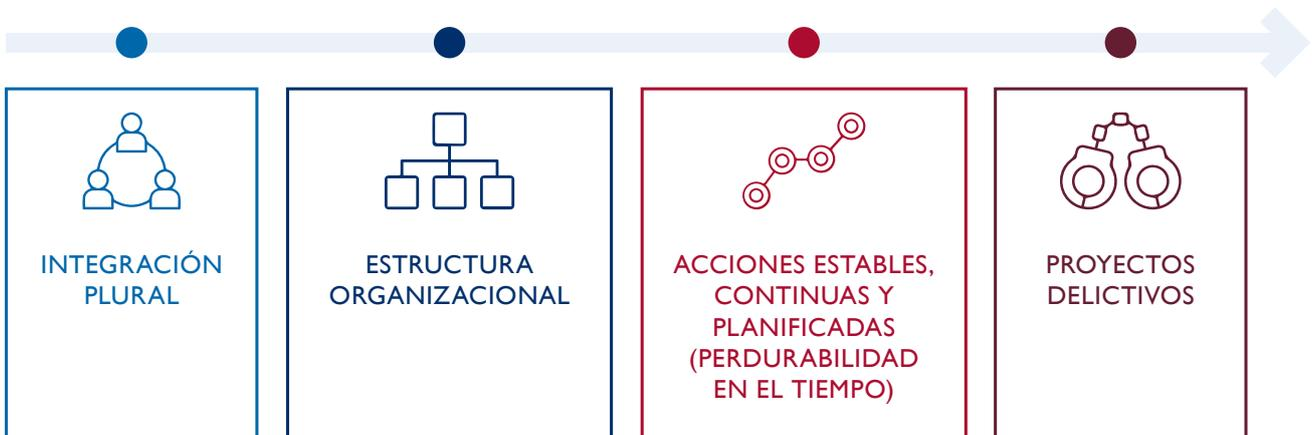 INTEGRACIÓN
PLURAL
ESTRUCTURA
ORGANIZACIONAL
ACCIONES ESTABLES,
CONTINUAS Y
PLANIFICADAS
(PERDURABILIDAD
EN EL TIEMPO)
PROYECTOS
DELICTIVOS